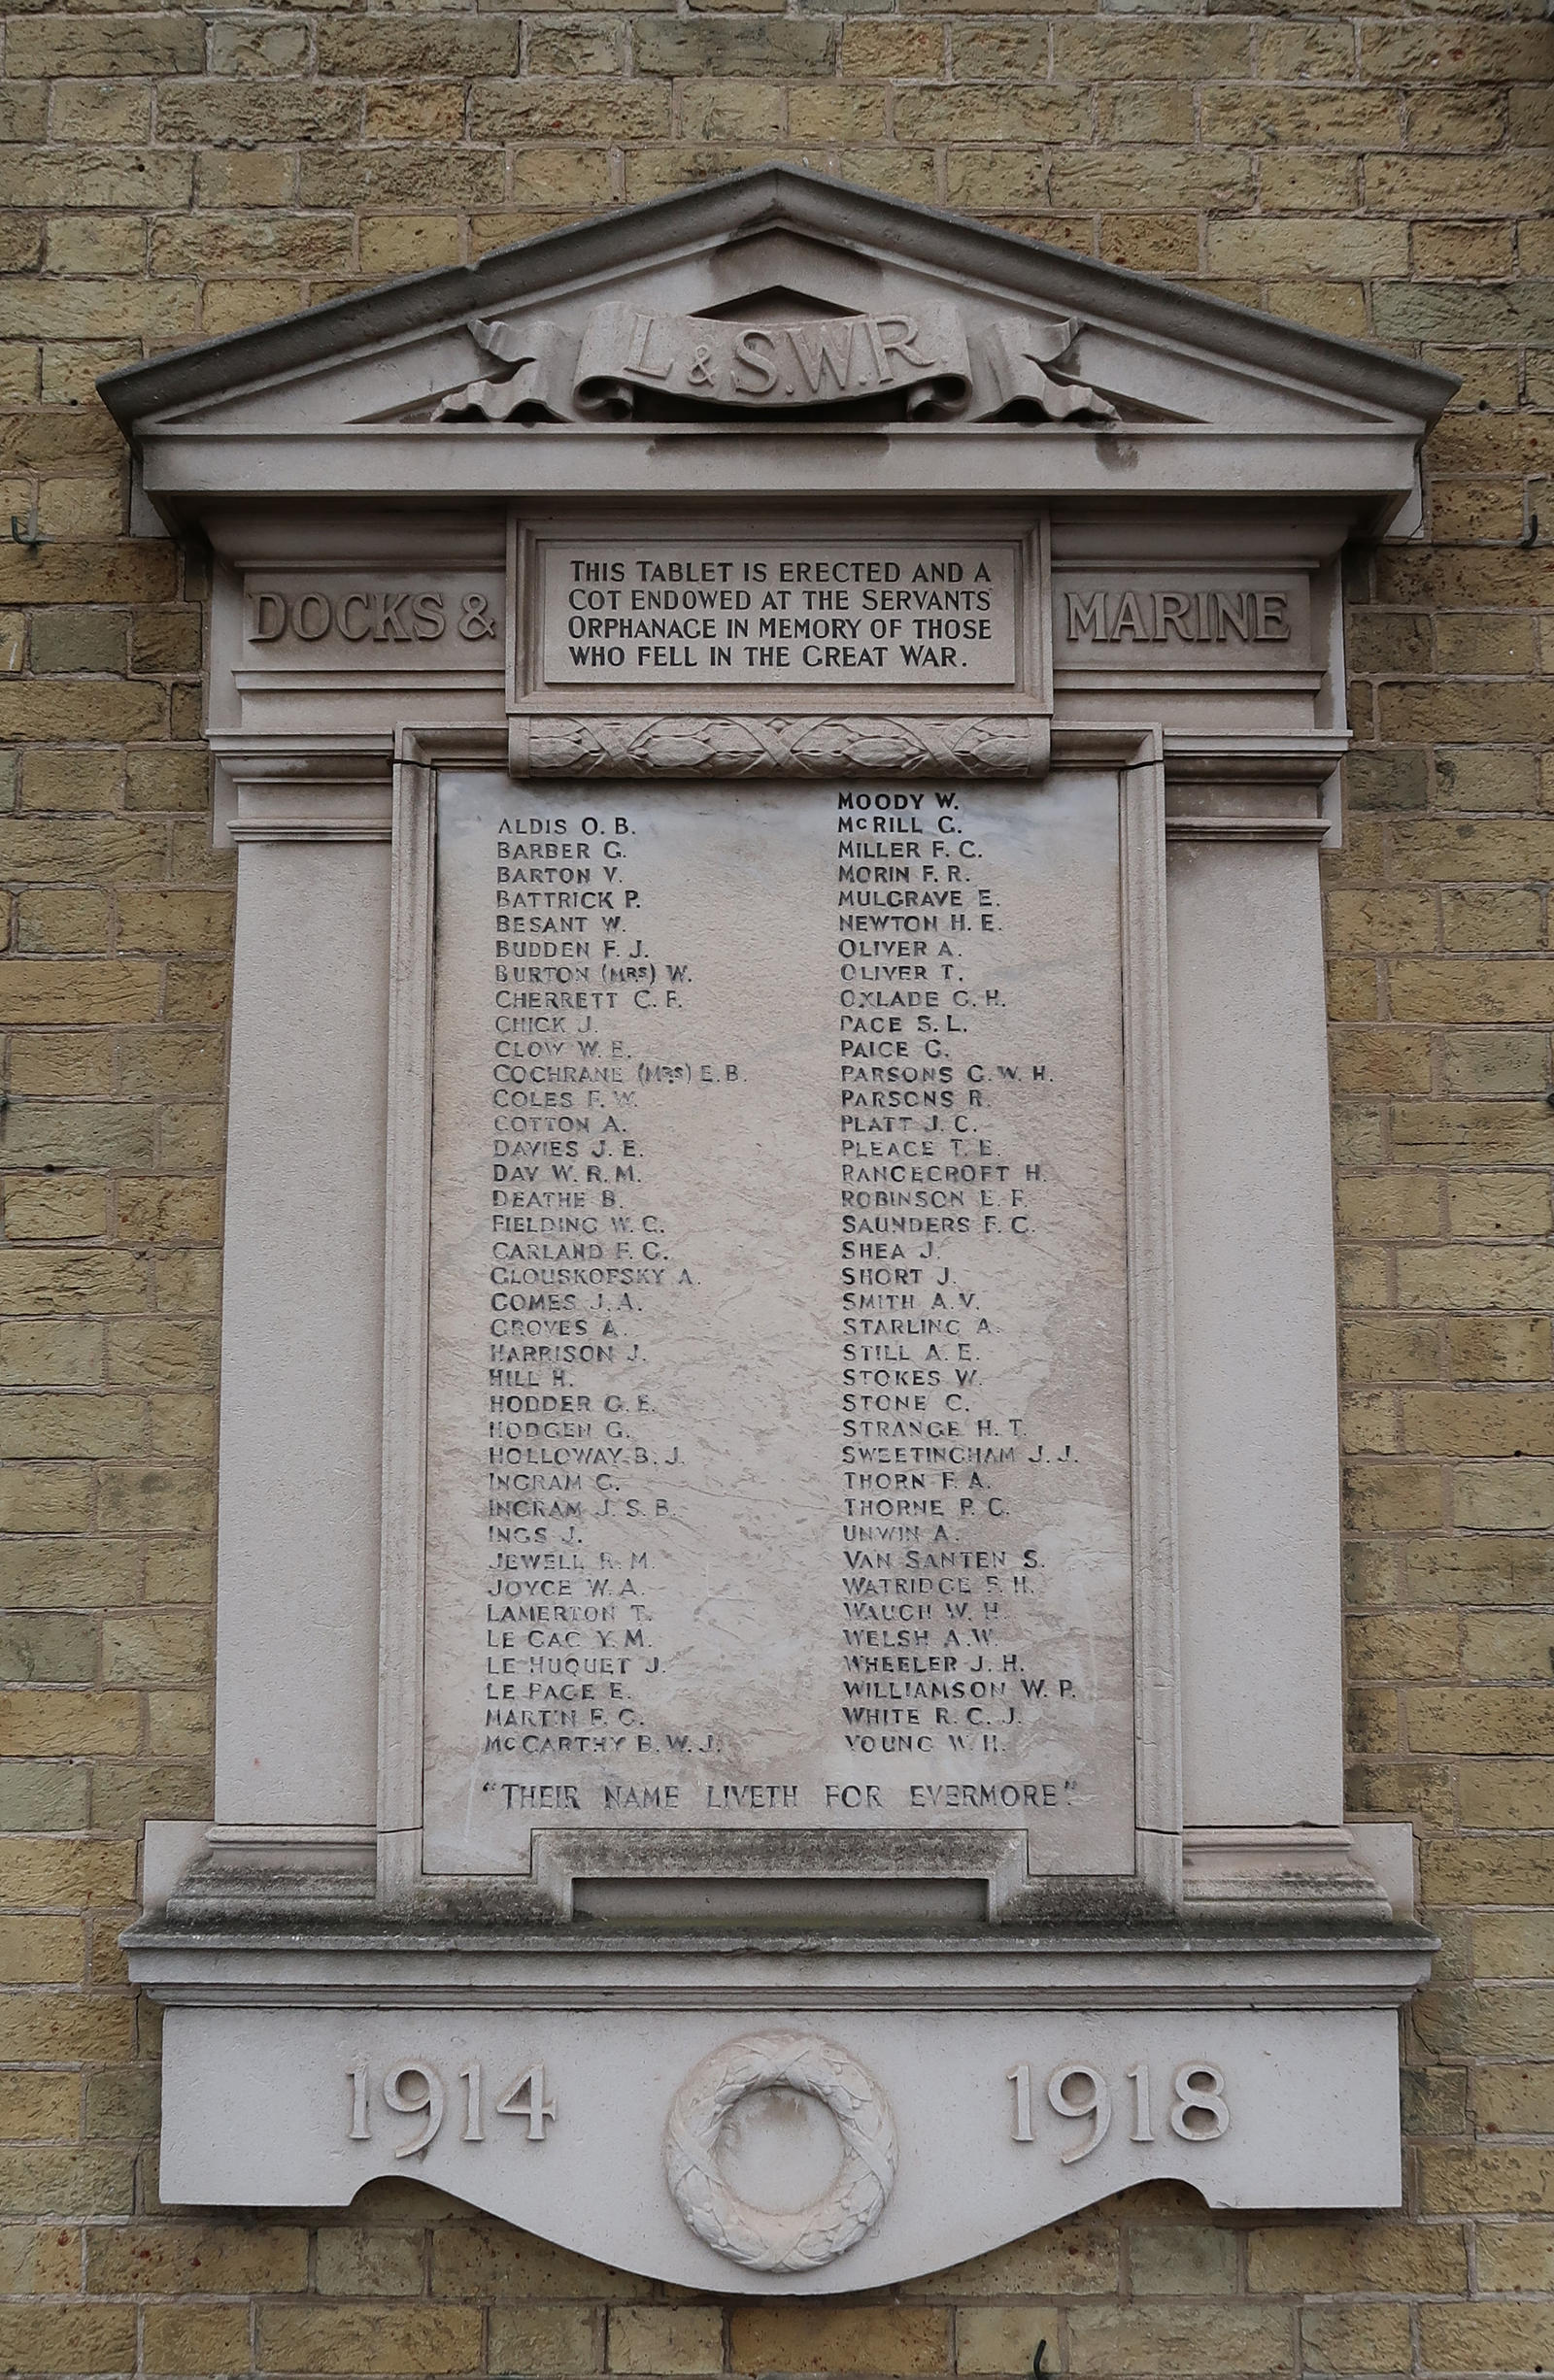 L & S.W.R.
DOCKS &
THIS TABLET IS ERECTED AND A
COT ENDOWED AT THE SERVANTS
ORPHANAGE IN MEMORY OF THOSE
WHO FELL IN THE GREAT WAR.
MARINE
ALDIS O. B.
BARBER G.
BARTON V.
BATTRICK P.
BESANT W.
BUDDEN F. J.
BURTON (MRS) W.
CHERRETT C. F.
CHICK J.
CLOW W. E.
COCHRANE (MRS) E. B.
COLES F. W.
COTTON A.
DAVIES J. E.
DAY W. R. M.
DEATHE B.
FIELDING W. G.
GARLAND F. G.
GLOUSKOFSKY A.
GOMES J. A.
GROVES A.
HARRISON J.
HILL H.
HODDER G. E.
HODGEN G.
HOLLOWAY B. J.
INGRAM G.
INGRAM J. S. B.
INGS J.
JEWELL R. M.
JOYCE W. A.
LAMERTON T.
LE GAC Y. M.
LE HUQUET J.
LE PAGE E.
MARTIN F. G.
McCARTHY B. W. J.
MOODY W.
McRILL G.
MILLER F. C.
MORIN F. R.
MULGRAVE E.
NEWTON H. E.
OLIVER A.
OLIVER T.
OXLADE G. H.
PAGE S. L.
PAICE G.
PARSONS G. W. H.
PARSONS R.
PLATT J. C.
PLEACE T. E.
RANGECROFT H.
ROBINSON E. F.
SAUNDERS F. C.
SHEA J.
SHORT J.
SMITH A. V.
STARLING A.
STILL A. E.
STOKES W.
STONE C.
STRANGE H. T.
SWEETINGHAM J. J.
THORN F. A.
THORNE P. C.
UNWIN A.
VAN SANTEN S.
WATRIDGE F. H.
WAUGH W. H.
WELSH A. W.
WHEELER J. H.
WILLIAMSON W. P.
WHITE R. C. J.
YOUNG W. H.
"THEIR NAME LIVETH FOR EVERMORE".
1914 1918